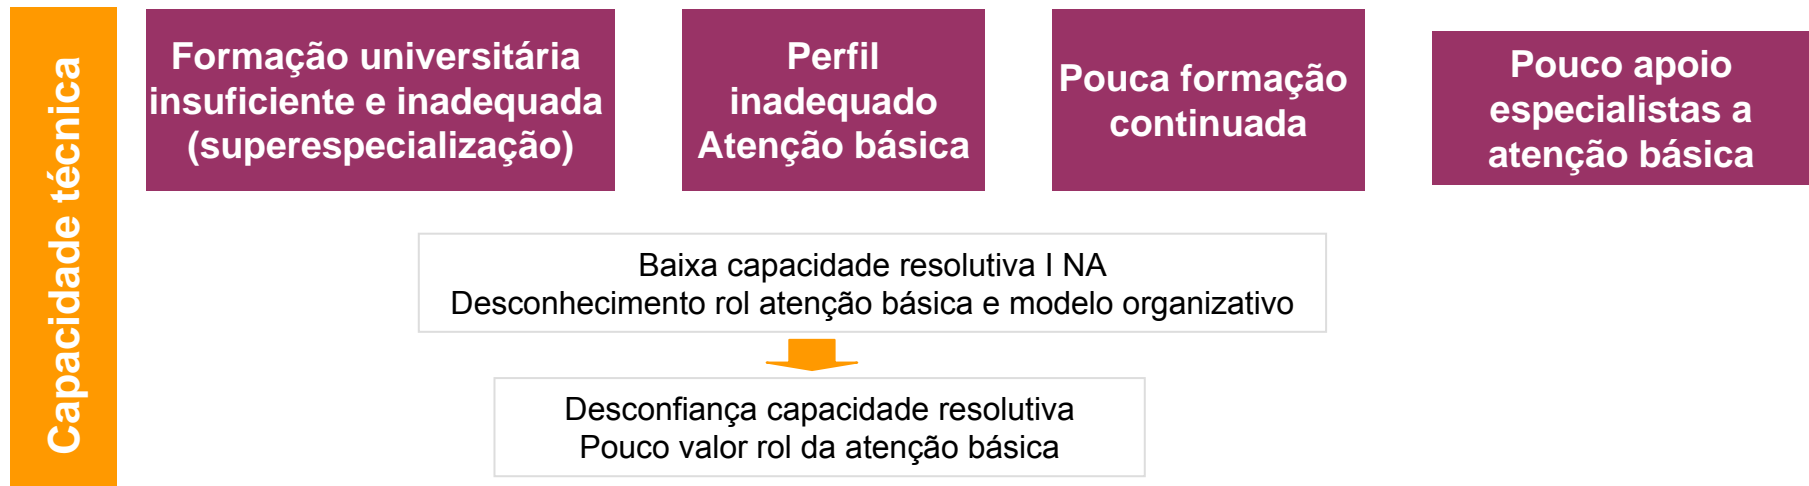 Capacidade técnica
Formação universitária
insuficiente e inadequada
(superespecialização)
Perfil
inadequado
Atenção básica
Pouca formação
continuada
Pouco apoio
especialistas a
atenção básica
Baixa capacidade resolutiva I NA
Desconhecimento rol atenção básica e modelo organizativo
Desconfiança capacidade resolutiva
Pouco valor rol da atenção básica